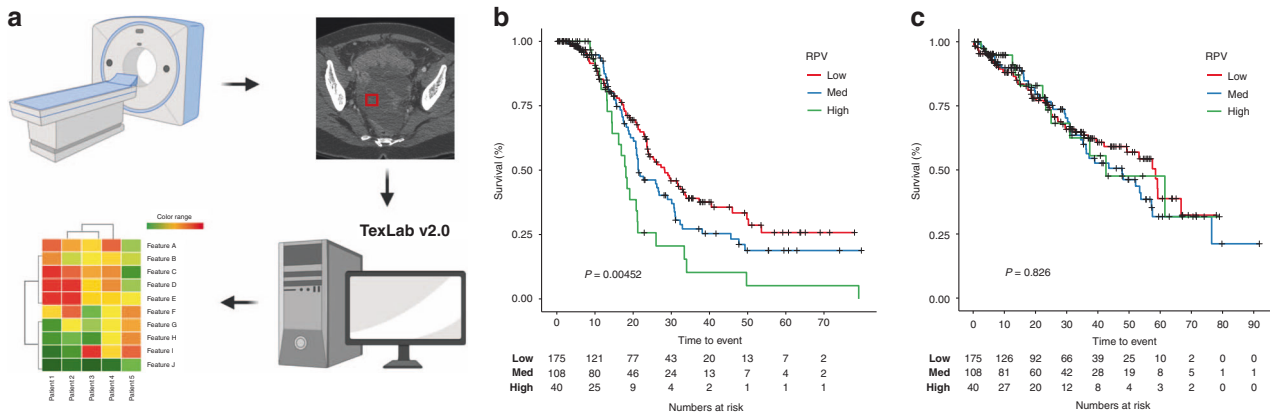 a
TexLab v2.0
Color range
Feature A
Feature B
Feature C
Feature D
Feature E
Feature F
Feature G
Feature H
Feature I
Feature J
Patient 1
Patient 2
Patient 3
Patient 4
Patient 5
b
1.00
0.75
0.50
0.25
0.00
Survival (%)
RPV
Low
Med
High
P = 0.00452
0 10 20 30 40 50 60 70
Time to event
Low 175 121 77 43 20 13 7 2
Med 108 80 46 24 13 7 4 2
High 40 25 9 4 2 1 1 1
Numbers at risk
c
1.00
0.75
0.50
0.25
0.00
Survival (%)
RPV
Low
Med
High
P = 0.826
0 10 20 30 40 50 60 70 80 90
Time to event
Low 175 126 92 66 39 25 10 2 0 0
Med 108 81 60 42 28 19 8 5 1 1
High 40 27 20 12 8 4 3 2 0 0
Numbers at risk